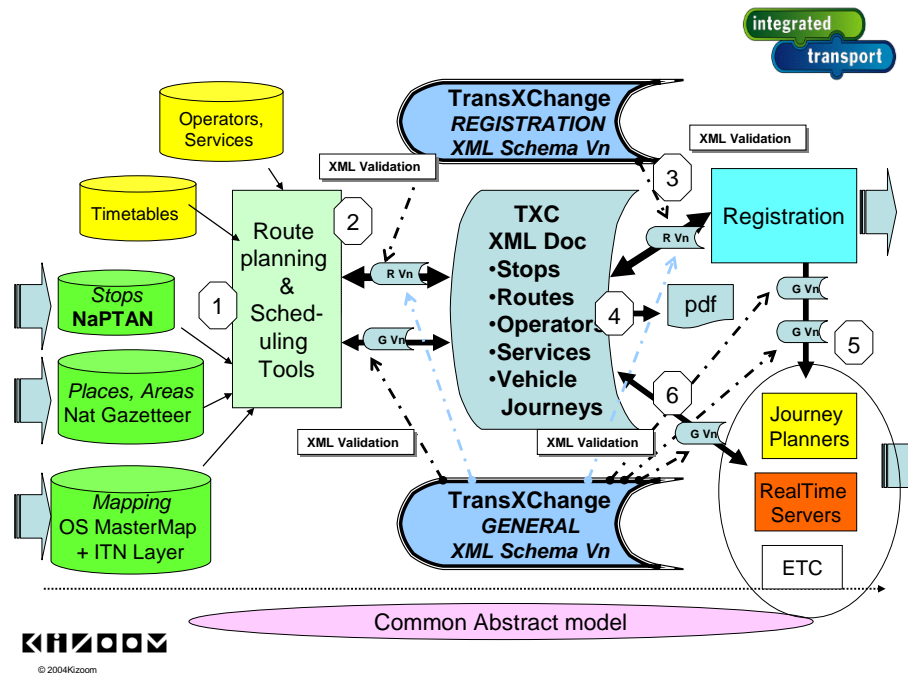 integrated
transport
TransXChange
REGISTRATION
XML Schema Vn
Operators,
Services
XML Validation
XML Validation
Timetables
Route
planning
&
Sched-
uling
Tools
1
2
3
TXC
XML Doc
•Stops
•Routes
•Operators
•Services
•Vehicle
Journeys
R Vn
R Vn
Registration
Stops
NaPTAN
G Vn
4
pdf
G Vn
G Vn
5
Places, Areas
Nat Gazetteer
6
G Vn
XML Validation
XML Validation
Journey
Planners
Mapping
OS MasterMap
+ ITN Layer
TransXChange
GENERAL
XML Schema Vn
RealTime
Servers
ETC
Common Abstract model
KIZOOM
© 2004Kizoom